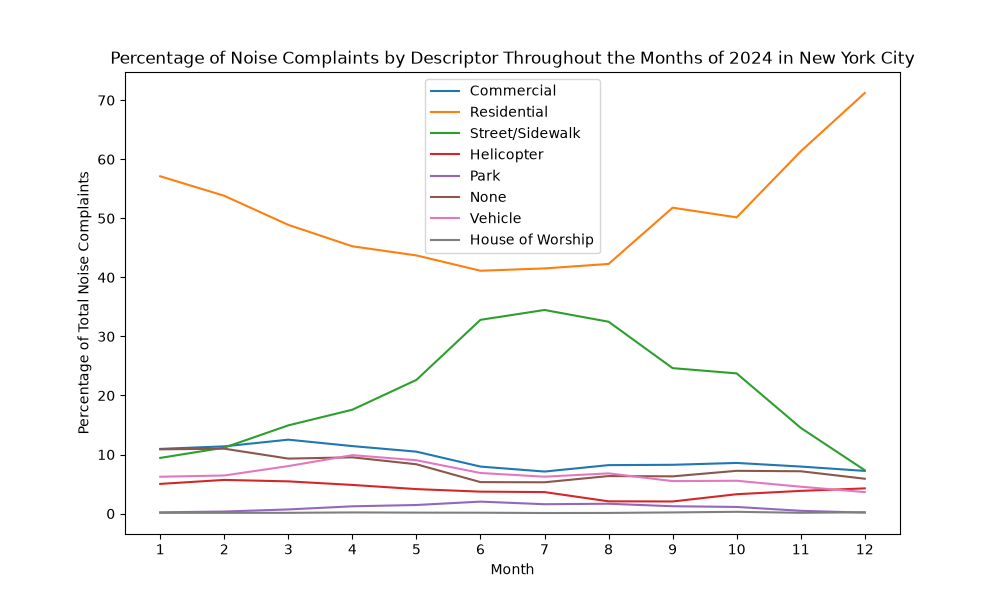 Percentage of Noise Complaints by Descriptor Throughout the Months of 2024 in New York City
Commercial
Residential
Street/Sidewalk
Helicopter
Park
None
Vehicle
House of Worship
Percentage of Total Noise Complaints
70
60
50
40
30
20
10
0
1 2 3 4 5 6 7 8 9 10 11 12
Month